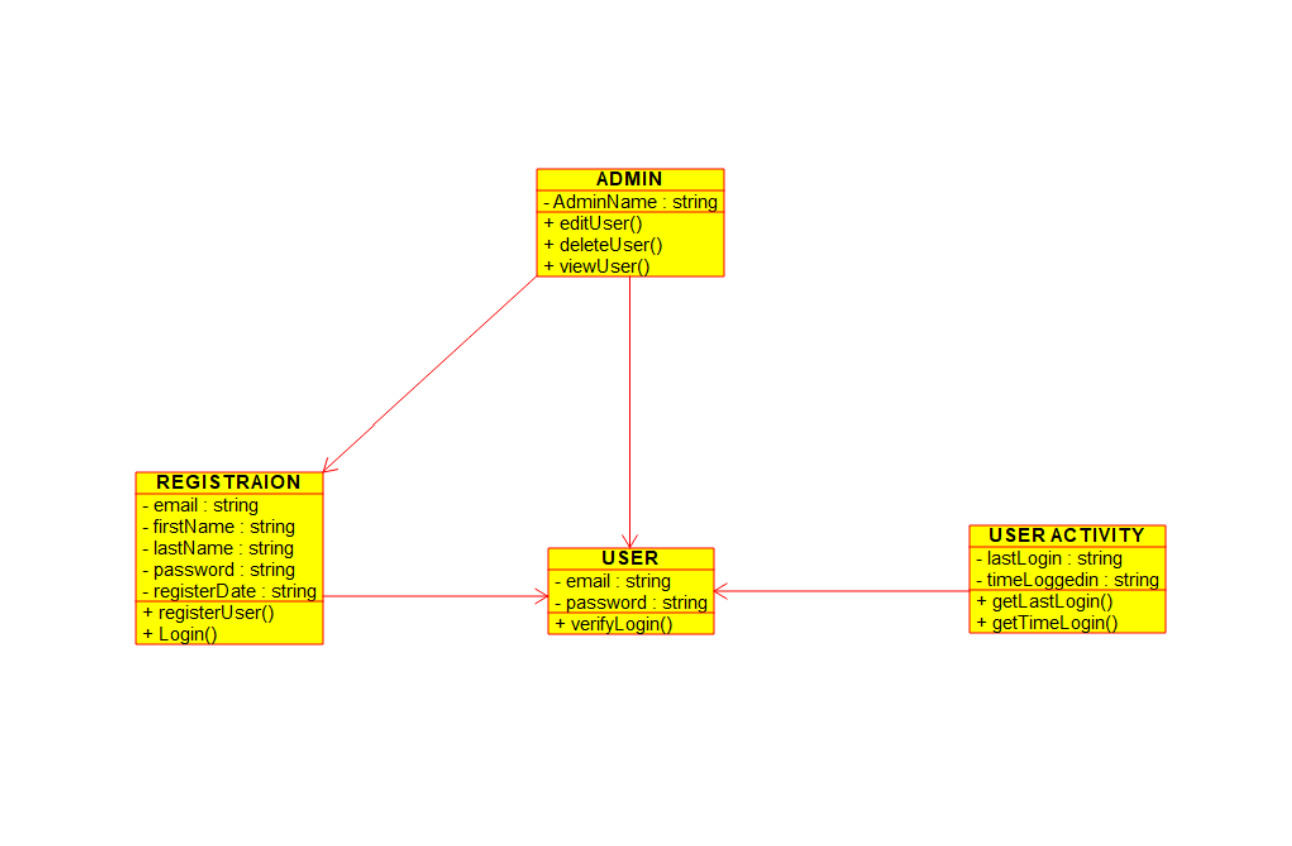 ADMIN
- AdminName : string
+ editUser()
+ deleteUser()
+ viewUser()
REGISTRAION
- email : string
- firstName : string
- lastName : string
- password : string
- registerDate : string
+ registerUser()
+ Login()
USER
- email : string
- password : string
+ verifyLogin()
USER ACTIVITY
- lastLogin : string
- timeLoggedin : string
+ getLastLogin()
+ getTimeLogin()